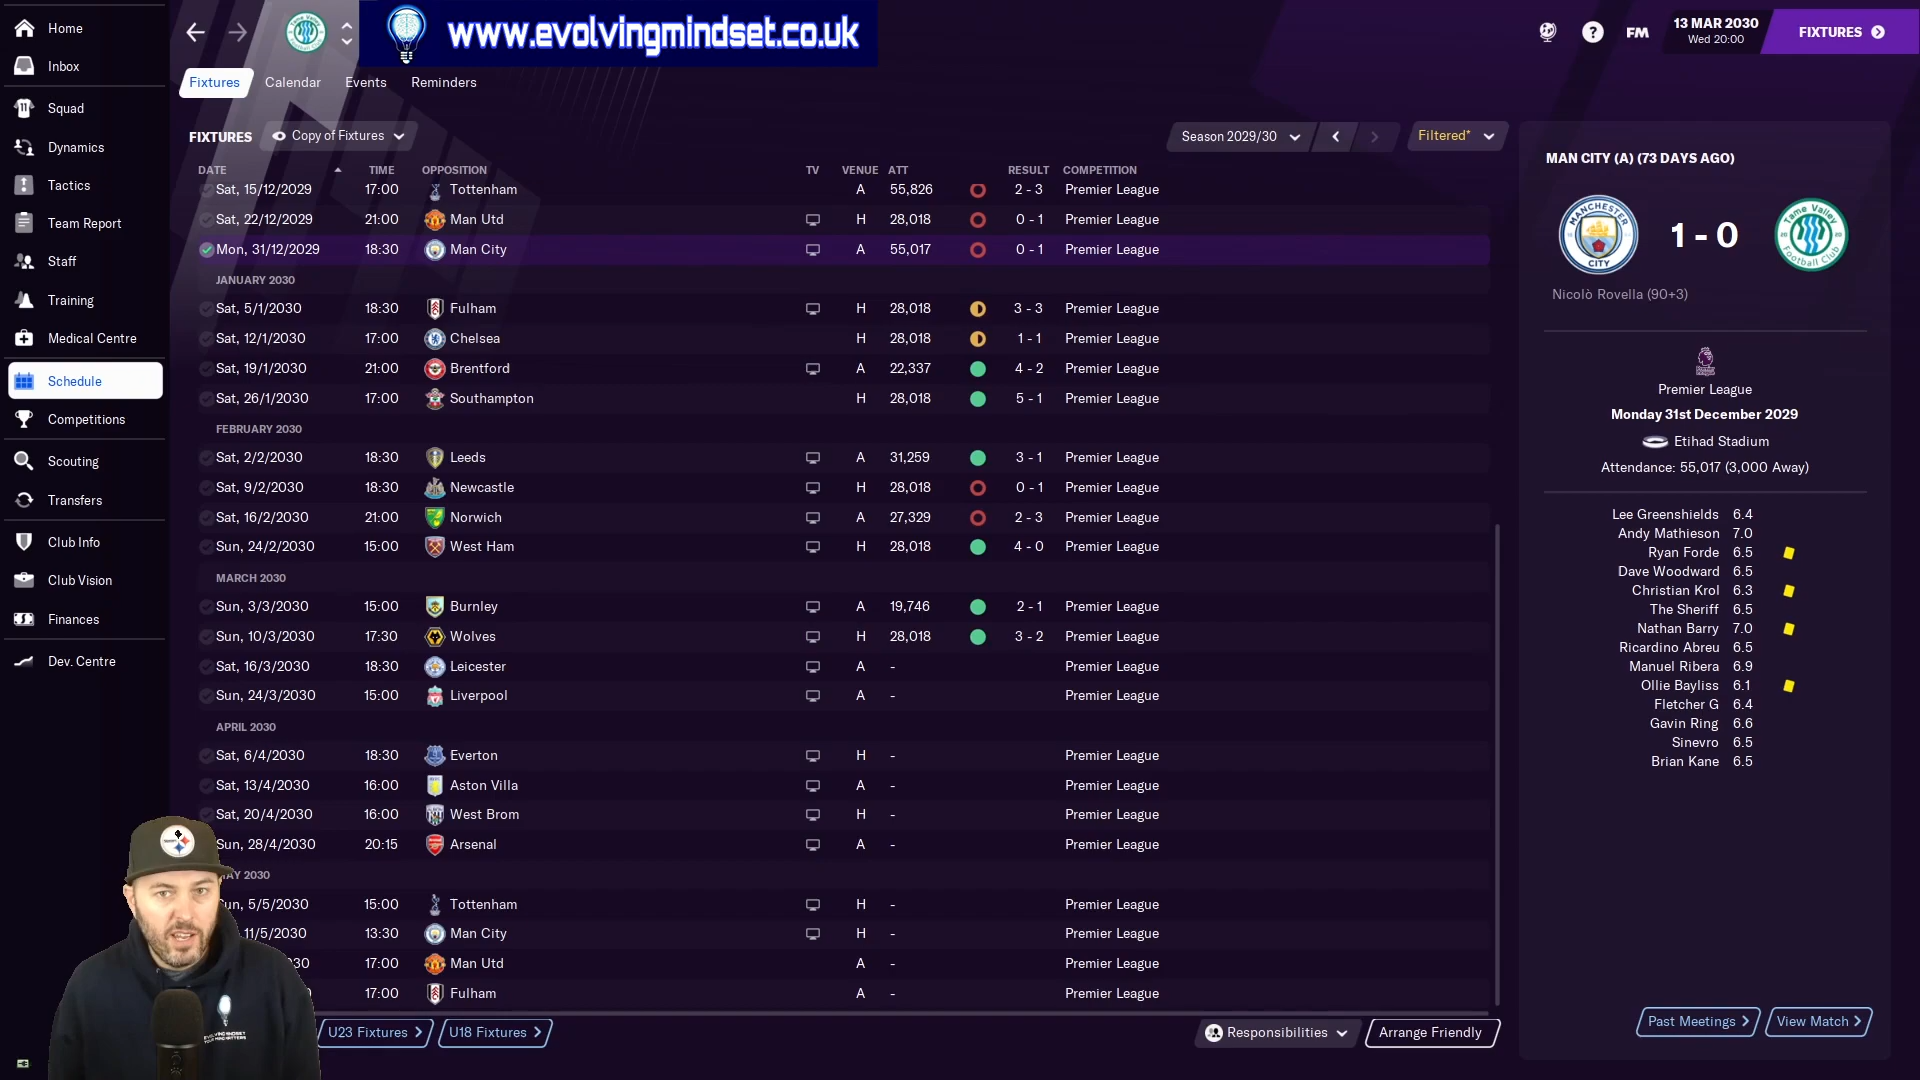 Home
Inbox
Squad
Dynamics
Tactics
Team Report
Staff
Training
Medical Centre
Schedule
Competitions
Scouting
Transfers
Club Info
Club Vision
Finances
Dev. Centre
www.evolvingmindset.co.uk
FM
13 MAR 2030
Wed 20:00
FIXTURES
Fixtures Calendar Events Reminders
FIXTURES Copy of Fixtures
Season 2029/30
Filtered*
DATE TIME OPPOSITION TV VENUE ATT RESULT COMPETITION
Sat, 15/12/2029 17:00 Tottenham A 55,826 2 - 3 Premier League
Sat, 22/12/2029 21:00 Man Utd H 28,018 0 - 1 Premier League
Mon, 31/12/2029 18:30 Man City A 55,017 0 - 1 Premier League
JANUARY 2030
Sat, 5/1/2030 18:30 Fulham H 28,018 3 - 3 Premier League
Sat, 12/1/2030 17:00 Chelsea H 28,018 1 - 1 Premier League
Sat, 19/1/2030 21:00 Brentford A 22,337 4 - 2 Premier League
Sat, 26/1/2030 17:00 Southampton H 28,018 5 - 1 Premier League
FEBRUARY 2030
Sat, 2/2/2030 18:30 Leeds A 31,259 3 - 1 Premier League
Sat, 9/2/2030 18:30 Newcastle H 28,018 0 - 1 Premier League
Sat, 16/2/2030 21:00 Norwich A 27,329 2 - 3 Premier League
Sun, 24/2/2030 15:00 West Ham H 28,018 4 - 0 Premier League
MARCH 2030
Sun, 3/3/2030 15:00 Burnley A 19,746 2 - 1 Premier League
Sun, 10/3/2030 17:30 Wolves H 28,018 3 - 2 Premier League
Sat, 16/3/2030 18:30 Leicester A - Premier League
Sun, 24/3/2030 15:00 Liverpool A - Premier League
APRIL 2030
Sat, 6/4/2030 18:30 Everton H - Premier League
Sat, 13/4/2030 16:00 Aston Villa A - Premier League
Sat, 20/4/2030 16:00 West Brom H - Premier League
Sun, 28/4/2030 20:15 Arsenal A - Premier League
AY 2030
un, 5/5/2030 15:00 Tottenham H - Premier League
11/5/2030 13:30 Man City H - Premier League
30 17:00 Man Utd A - Premier League
17:00 Fulham A - Premier League
U23 Fixtures U18 Fixtures
Responsibilities
Arrange Friendly
MAN CITY (A) (73 DAYS AGO)
MANCHESTER CITY
1 - 0
Tame Valley Football Club
Nicolò Rovella (90+3)
Premier League
Monday 31st December 2029
Etihad Stadium
Attendance: 55,017 (3,000 Away)
Lee Greenshields 6.4
Andy Mathieson 7.0
Ryan Forde 6.5
Dave Woodward 6.5
Christian Krol 6.3
The Sheriff 6.5
Nathan Barry 7.0
Ricardino Abreu 6.5
Manuel Ribera 6.9
Ollie Bayliss 6.1
Fletcher G 6.4
Gavin Ring 6.6
Sinevro 6.5
Brian Kane 6.5
Past Meetings
View Match